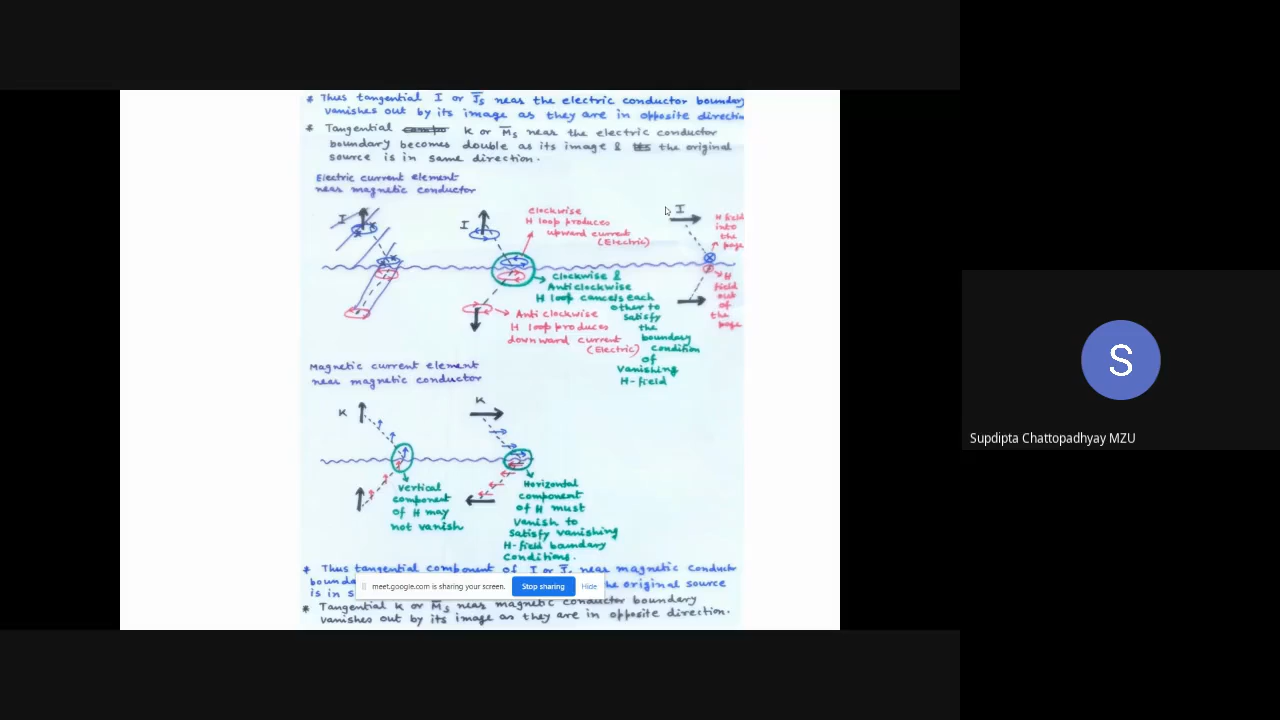 * Thus tangential I or J̅s near the electric conductor boundary
vanishes out by its image as they are in opposite direction
* Tangential K or M̅s near the electric conductor
boundary becomes double as its image & the original
source is in same direction.
Electric current element
near magnetic conductor
I
I
clockwise
H loop produces
upward current
(Electric)
I
H field
into
the
page
Clockwise &
Anticlockwise
H loop cancels each
other to
satisfy
the
boundary
condition
of
vanishing
H-field
Anti clockwise
H loop produces
downward current
(Electric)
H
field
out
of
the
page
Magnetic current element
near magnetic conductor
K
K
vertical
component
of H may
not vanish
Horizontal
component
of H must
vanish to
satisfy vanishing
H-field boundary
conditions.
* Thus tangential component of I or J̅s near magnetic conductor
bounda
the original source
is in s
meet.google.com is sharing your screen.
Stop sharing
Hide
* Tangential K or M̅s near magnetic conductor boundary
vanishes out by its image as they are in opposite direction.
S
Supdipta Chattopadhyay MZU